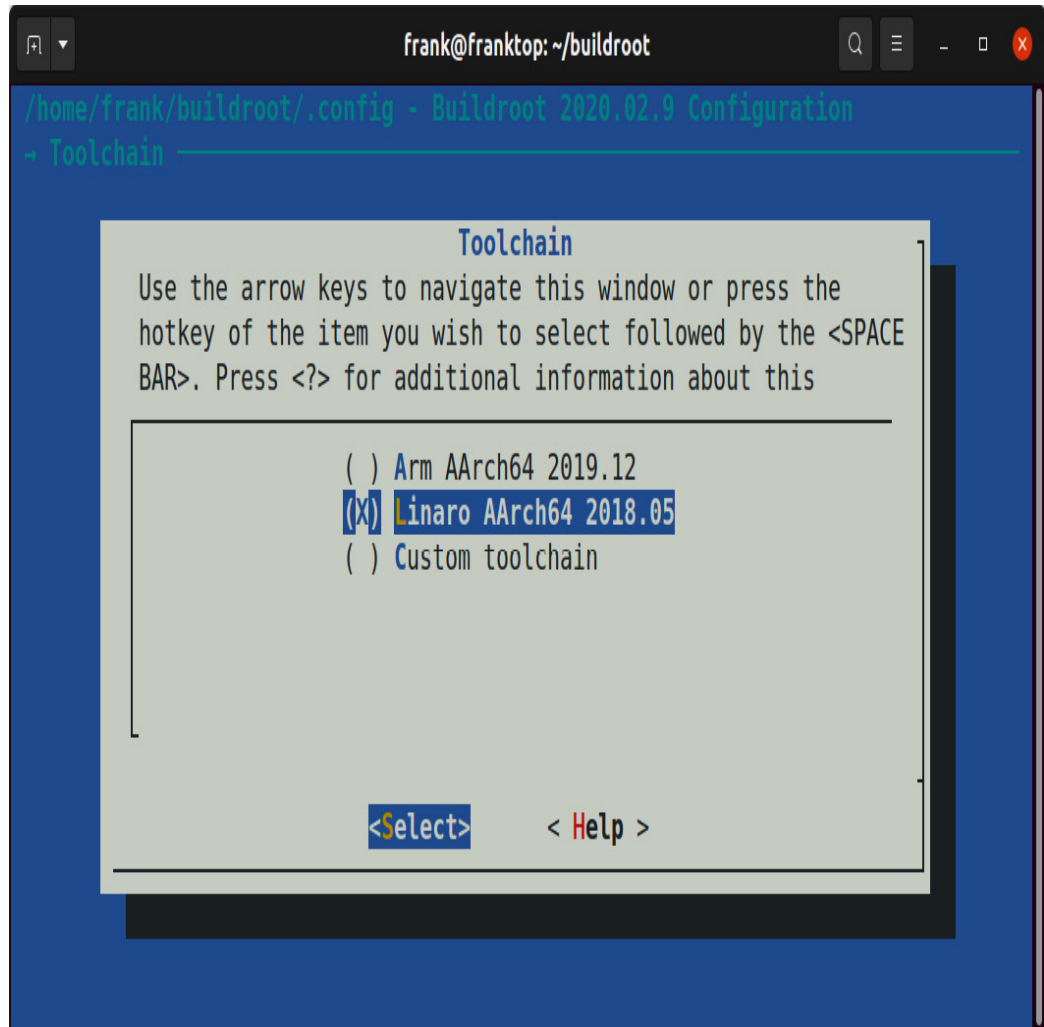 frank@franktop: ~/buildroot
/home/frank/buildroot/.config - Buildroot 2020.02.9 Configuration
→ Toolchain
Toolchain
Use the arrow keys to navigate this window or press the
hotkey of the item you wish to select followed by the <SPACE
BAR>. Press <?> for additional information about this
( ) Arm AArch64 2019.12
(X) Linaro AArch64 2018.05
( ) Custom toolchain
<Select> < Help >